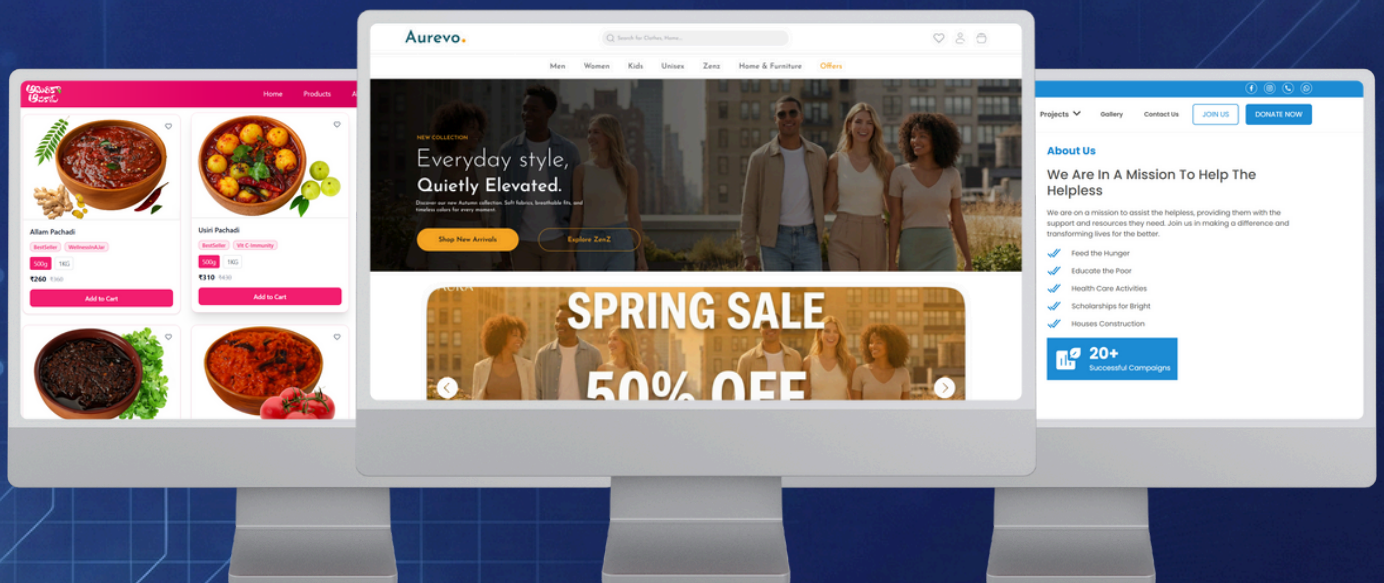 Home Products
Allam Pachadi
BestSeller WellnessInAJar
500g 1KG
₹260
Add to Cart
Usiri Pachadi
BestSeller Vit C-immunity
500g 1KG
₹310
Add to Cart
Aurevo.
Search for Clothes, Home...
Men Women Kids Unisex Zenz Home & Furniture Offers
NEW COLLECTION
Everyday style,
Quietly Elevated.
Discover our new Autumn collection. Soft fabrics, breathable fits, and
timeless colors for every moment.
Shop New Arrivals Explore ZenZ
SPRING SALE
50% OFF
Projects Gallery Contact Us JOIN US DONATE NOW
About Us
We Are In A Mission To Help The
Helpless
We are on a mission to assist the helpless, providing them with the
support and resources they need. Join us in making a difference and
transforming lives for the better.
Feed the Hunger
Educate the Poor
Health Care Activities
Scholarships for Bright
Houses Construction
20+
Successful Campaigns